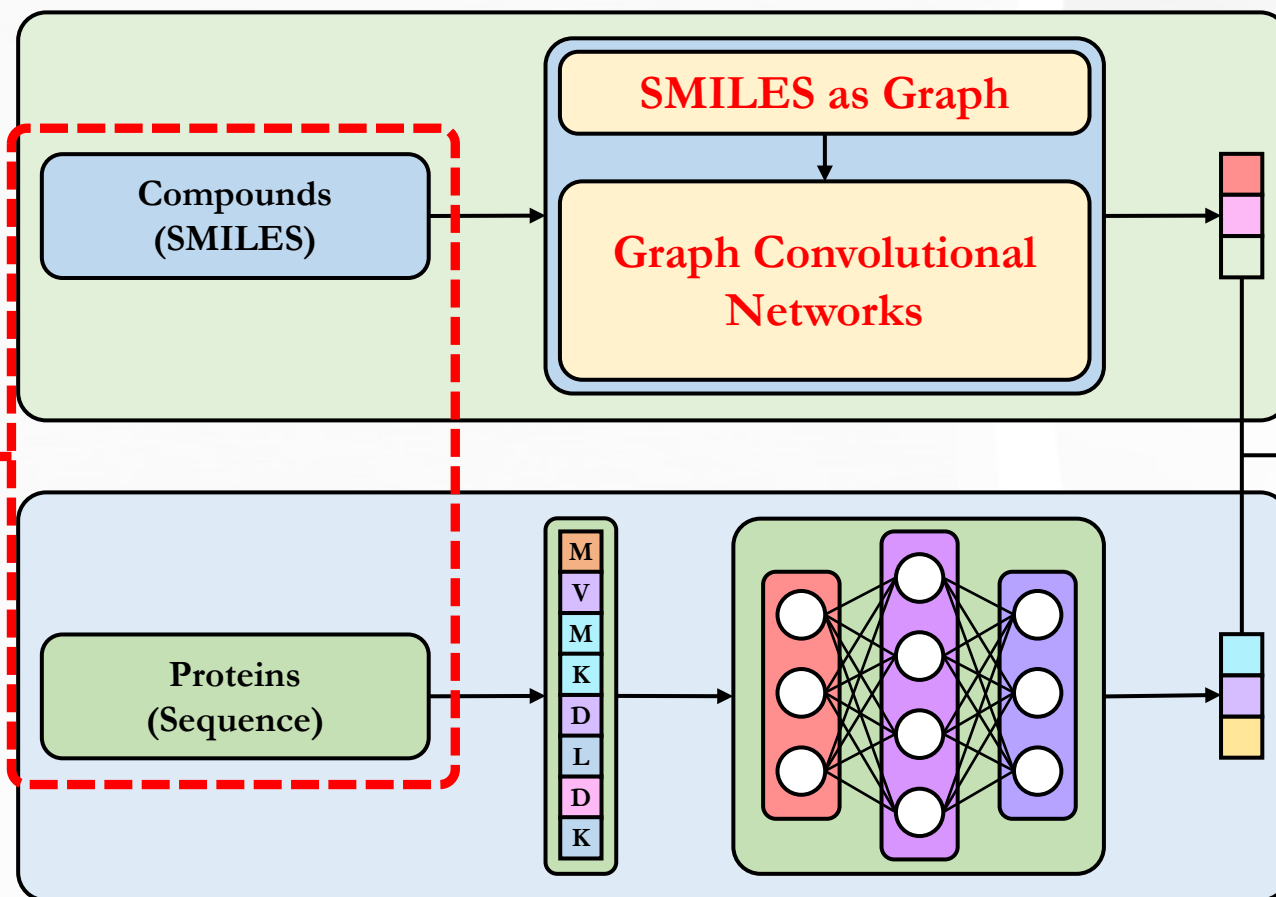 SMILES as Graph
Compounds
(SMILES)
Graph Convolutional
Networks
Proteins
(Sequence)
M
V
M
K
D
L
D
K